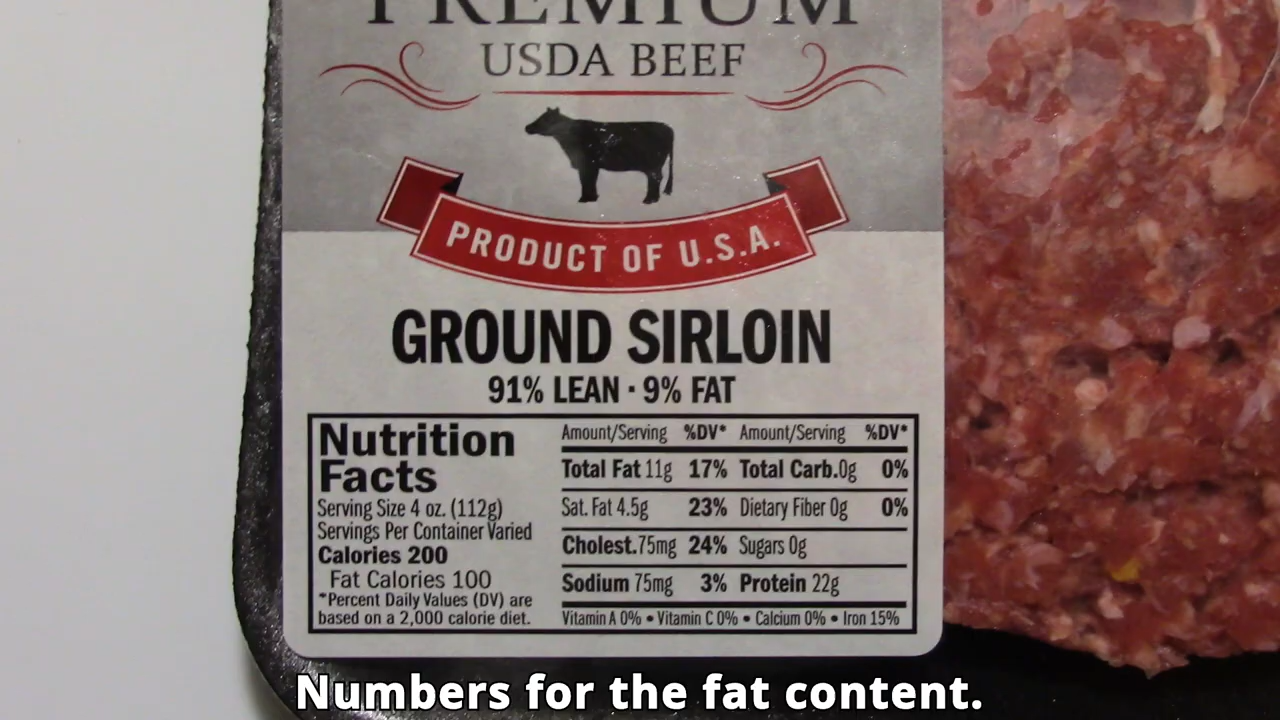 PREMIUM
USDA BEEF
PRODUCT OF U.S.A.
GROUND SIRLOIN
91% LEAN · 9% FAT
Nutrition
Facts
Serving Size 4 oz. (112g)
Servings Per Container Varied
Calories 200
Fat Calories 100
*Percent Daily Values (DV) are
based on a 2,000 calorie diet.
Amount/Serving %DV* Amount/Serving %DV*
Total Fat 11g 17% Total Carb.0g 0%
Sat. Fat 4.5g 23% Dietary Fiber 0g 0%
Cholest.75mg 24% Sugars 0g
Sodium 75mg 3% Protein 22g
Vitamin A 0% • Vitamin C 0% • Calcium 0% • Iron 15%
Numbers for the fat content.